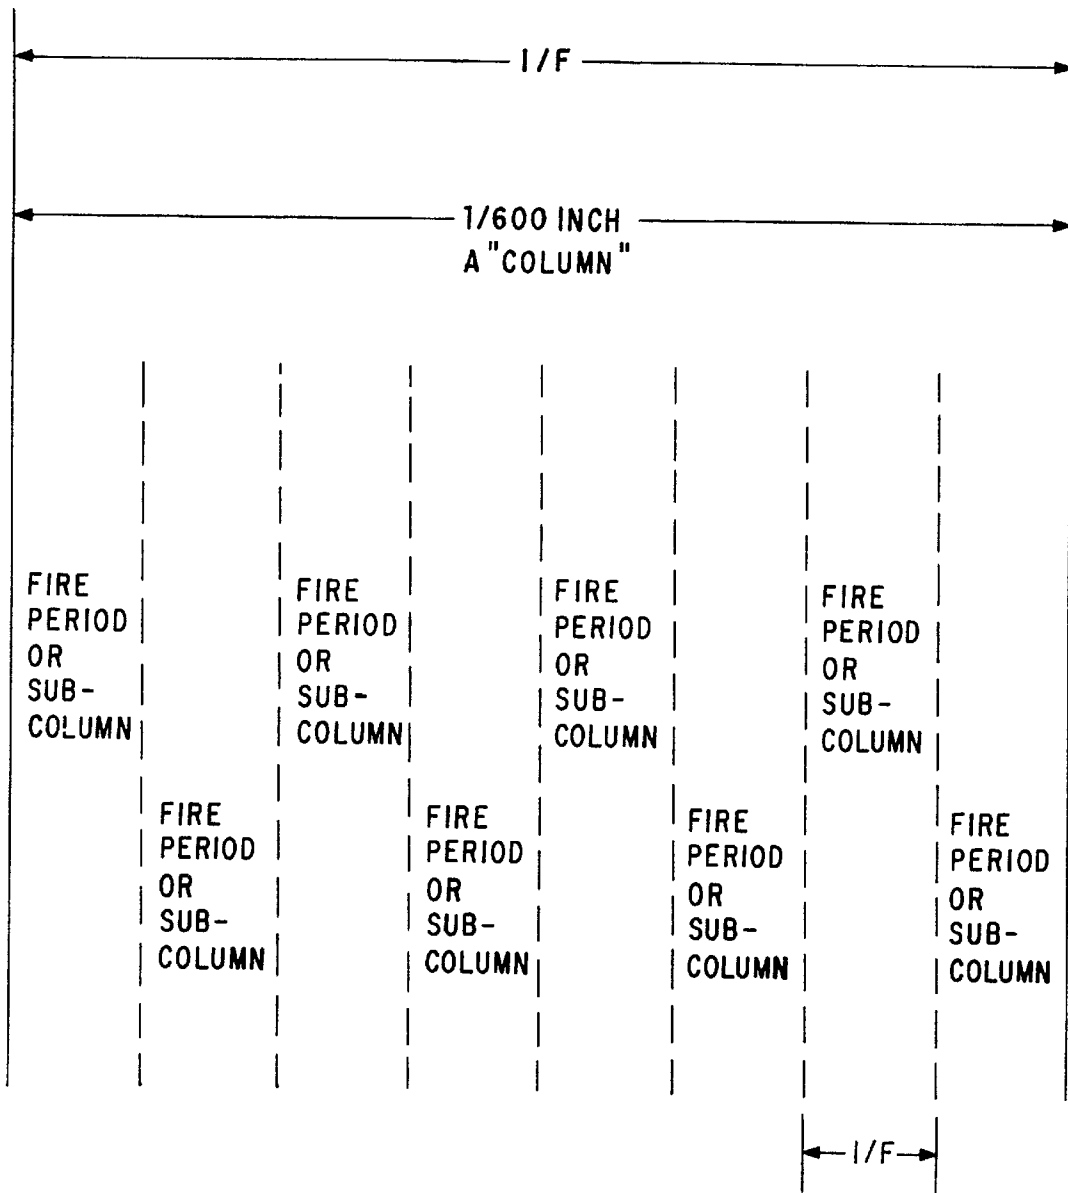 1/F
1/600 INCH
A "COLUMN"
FIRE
PERIOD
OR
SUB-
COLUMN
FIRE
PERIOD
OR
SUB-
COLUMN
FIRE
PERIOD
OR
SUB-
COLUMN
FIRE
PERIOD
OR
SUB-
COLUMN
FIRE
PERIOD
OR
SUB-
COLUMN
FIRE
PERIOD
OR
SUB-
COLUMN
FIRE
PERIOD
OR
SUB-
COLUMN
FIRE
PERIOD
OR
SUB-
COLUMN
1/F